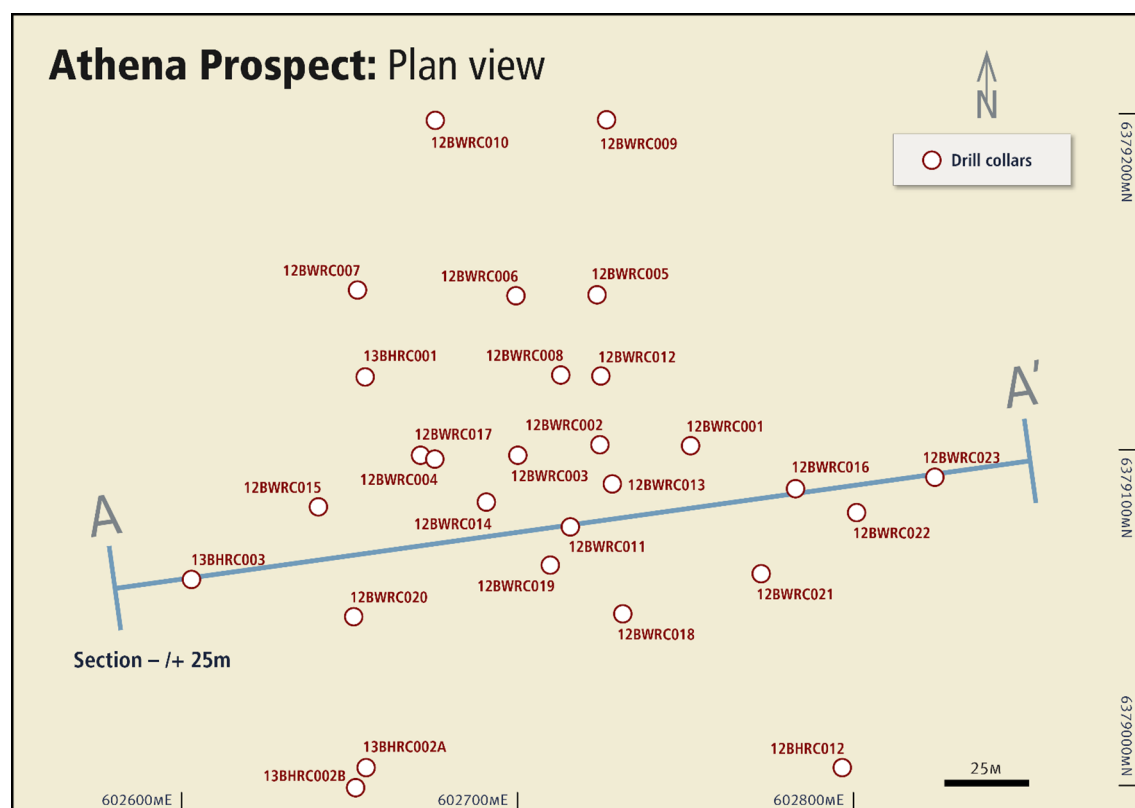 Athena Prospect: Plan view
N
Drill collars
6379200mN
12BWRC010
12BWRC009
12BWRC007
12BWRC006
12BWRC005
13BHRC001
12BWRC008
12BWRC012
A'
12BWRC017
12BWRC002
12BWRC001
12BWRC004
12BWRC003
12BWRC016
12BWRC023
6379100mN
12BWRC015
12BWRC013
A
12BWRC014
12BWRC011
12BWRC022
13BHRC003
12BWRC019
12BWRC020
12BWRC021
12BWRC018
Section – /+ 25m
13BHRC002A
12BHRC012
6379000mN
13BHRC002B
25M
602600mE
602700mE
602800mE